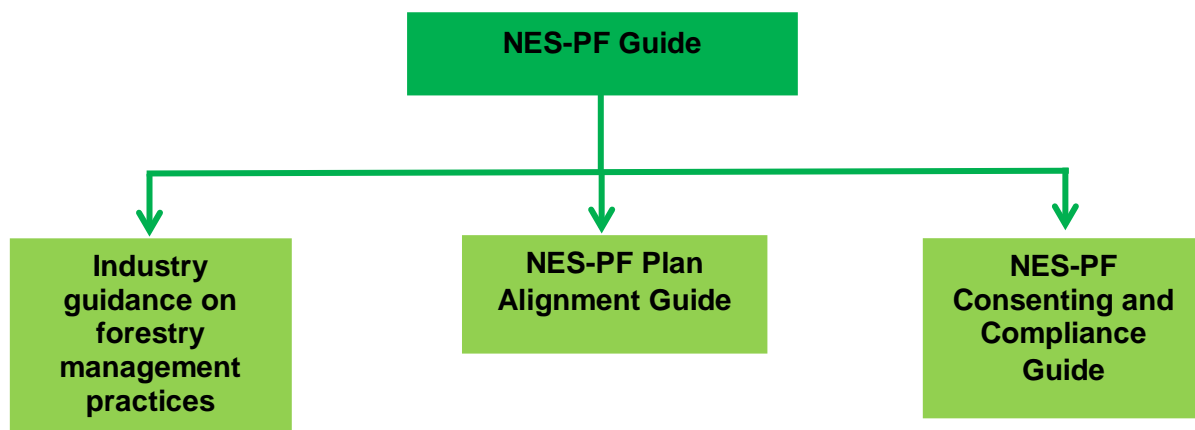 NES-PF Guide
Industry
guidance on
forestry
management
practices
NES-PF Plan
Alignment Guide
NES-PF
Consenting and
Compliance
Guide